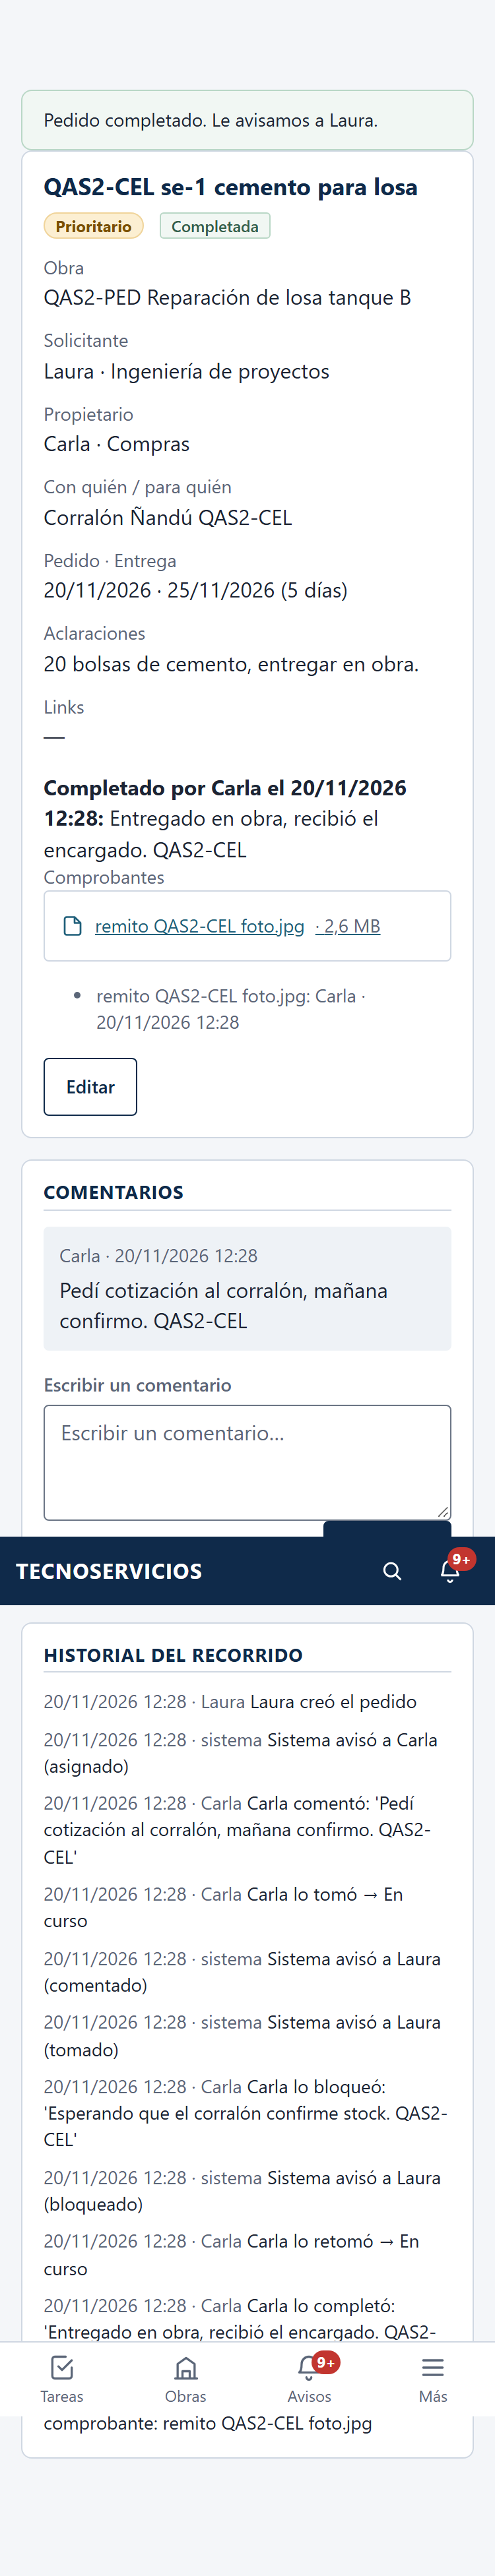 Pedido completado. Le avisamos a Laura.
QAS2-CEL se-1 cemento para losa
Prioritario Completada
Obra
QAS2-PED Reparación de losa tanque B
Solicitante
Laura · Ingeniería de proyectos
Propietario
Carla · Compras
Con quién / para quién
Corralón Ñandú QAS2-CEL
Pedido · Entrega
20/11/2026 · 25/11/2026 (5 días)
Aclaraciones
20 bolsas de cemento, entregar en obra.
Links
—
Completado por Carla el 20/11/2026
12:28: Entregado en obra, recibió el
encargado. QAS2-CEL
Comprobantes
remito QAS2-CEL foto.jpg · 2,6 MB
• remito QAS2-CEL foto.jpg: Carla ·
20/11/2026 12:28
Editar
COMENTARIOS
Carla · 20/11/2026 12:28
Pedí cotización al corralón, mañana
confirmo. QAS2-CEL
Escribir un comentario
Escribir un comentario...
TECNOSERVICIOS 9+
HISTORIAL DEL RECORRIDO
20/11/2026 12:28 · Laura Laura creó el pedido
20/11/2026 12:28 · sistema Sistema avisó a Carla
(asignado)
20/11/2026 12:28 · Carla Carla comentó: 'Pedí
cotización al corralón, mañana confirmo. QAS2-
CEL'
20/11/2026 12:28 · Carla Carla lo tomó → En
curso
20/11/2026 12:28 · sistema Sistema avisó a Laura
(comentado)
20/11/2026 12:28 · sistema Sistema avisó a Laura
(tomado)
20/11/2026 12:28 · Carla Carla lo bloqueó:
'Esperando que el corralón confirme stock. QAS2-
CEL'
20/11/2026 12:28 · sistema Sistema avisó a Laura
(bloqueado)
20/11/2026 12:28 · Carla Carla lo retomó → En
curso
20/11/2026 12:28 · Carla Carla lo completó:
'Entregado en obra, recibió el encargado. QAS2-
9+
Tareas Obras Avisos Más
comprobante: remito QAS2-CEL foto.jpg